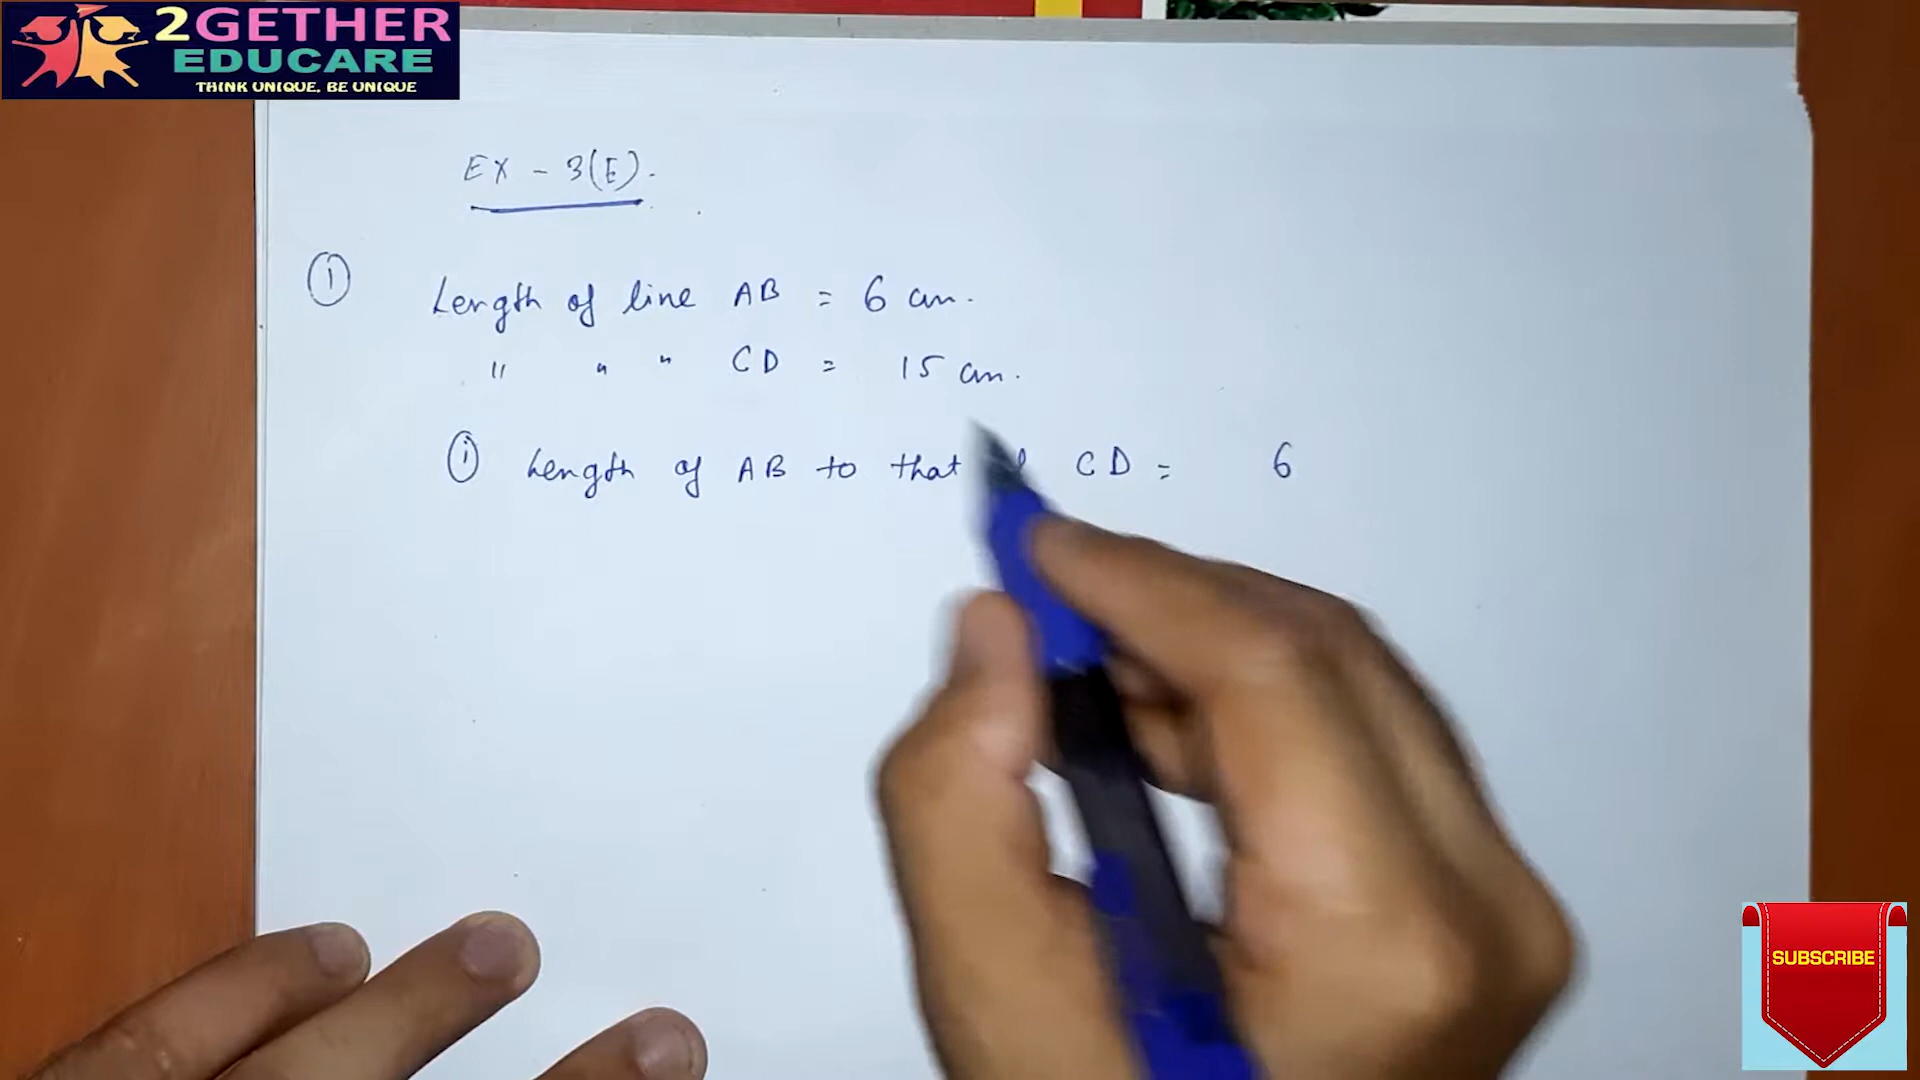 2GETHER
EDUCARE
THINK UNIQUE, BE UNIQUE
EX - 3(E).
① Length of line AB = 6 cm.
" " " CD = 15 cm.
ⓘ Length of AB to that CD = 6
SUBSCRIBE